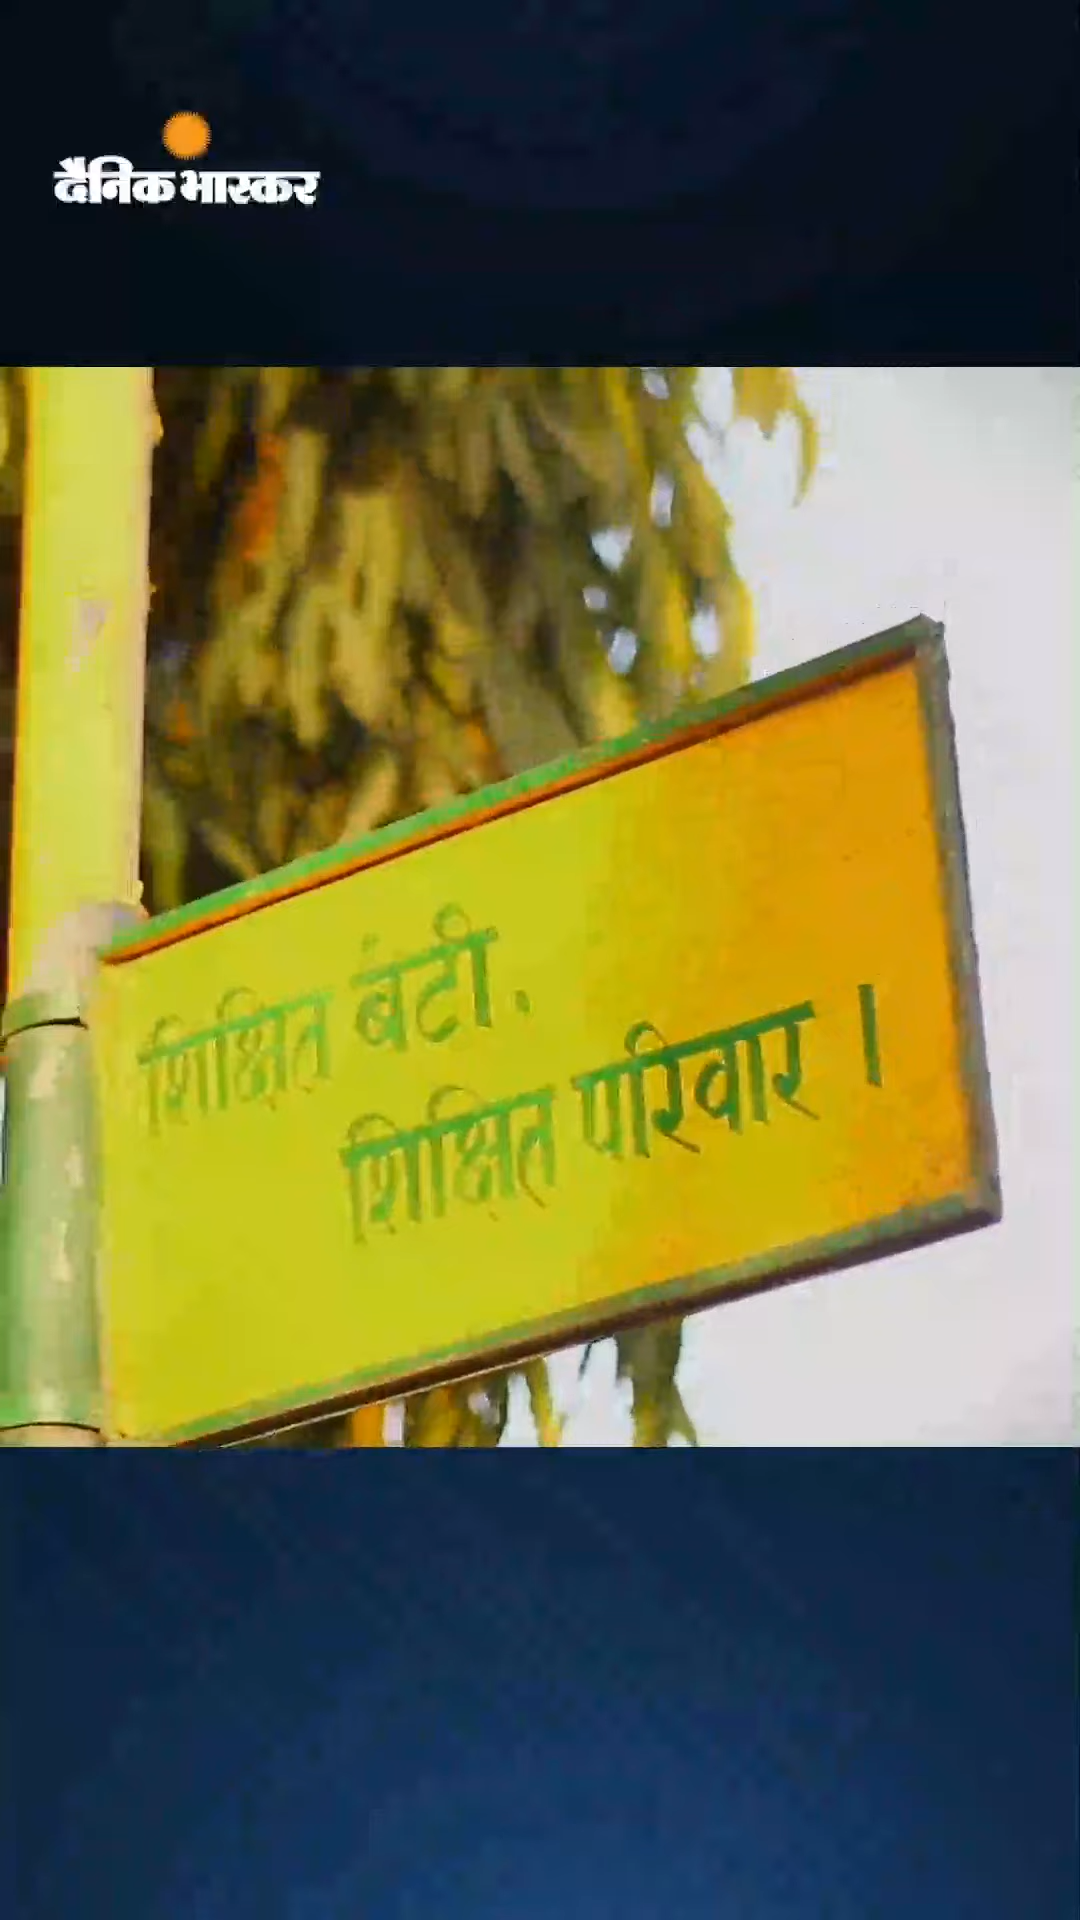 दैनिक भास्कर
शिक्षित बेटी,
शिक्षित परिवार ।